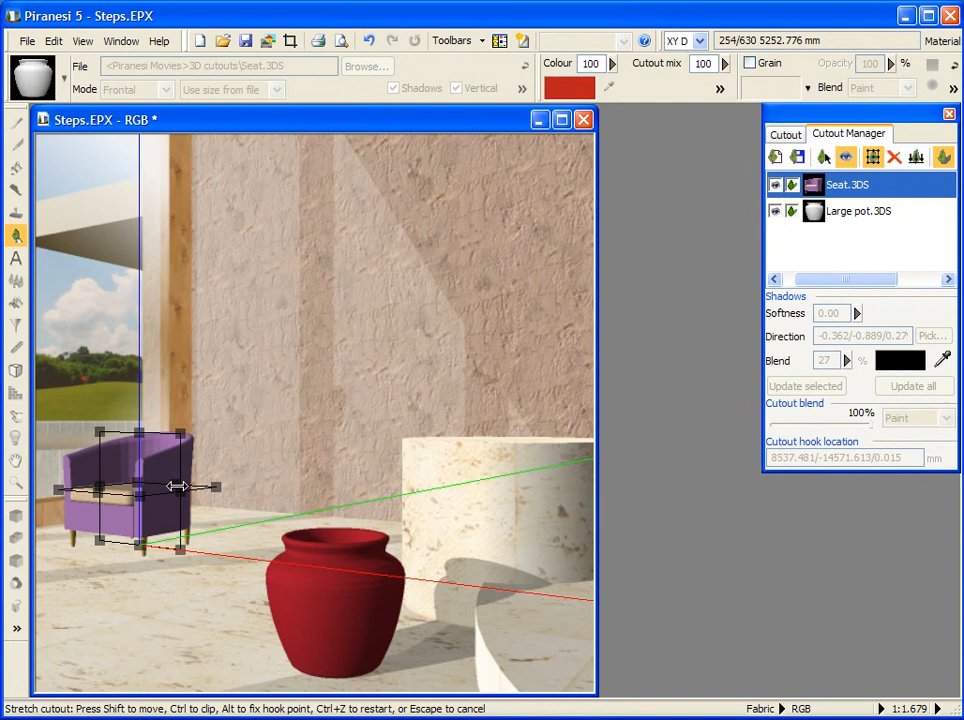 Piranesi 5 - Steps.EPX
File Edit View Window Help Toolbars XY D 254/630 5252.776 mm Material
File <Piranesi Movies>3D cutouts\Seat.3DS Browse... Colour 100 Cutout mix 100 Grain Opacity 100 %
Mode Frontal Use size from file Shadows Vertical Blend Paint
Steps.EPX - RGB *
Cutout Cutout Manager
Seat.3DS
Large pot.3DS
Shadows
Softness 0.00
Direction -0.362/-0.889/0.27 Pick...
Blend 27 %
Update selected Update all
Cutout blend
100% Paint
Cutout hook location
8537.481/-14571.613/0.015 mm
Stretch cutout: Press Shift to move, Ctrl to clip, Alt to fix hook point, Ctrl+Z to restart, or Escape to cancel Fabric RGB 1:1.679